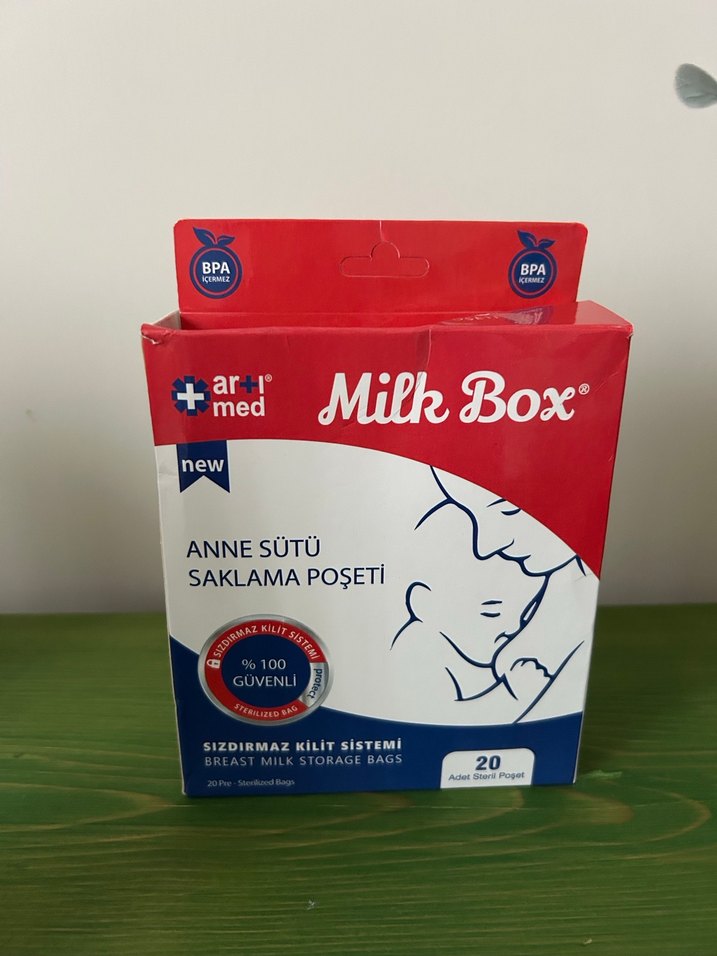 BPA
İÇERMEZ
BPA
İÇERMEZ
artı®
med
Milk Box®
new
ANNE SÜTÜ
SAKLAMA POŞETİ
SIZDIRMAZ KİLİT SİSTEMİ
% 100
GÜVENLİ
protect
STERILIZED BAG
SIZDIRMAZ KİLİT SİSTEMİ
BREAST MILK STORAGE BAGS
20 Pre - Sterilized Bags
20
Adet Steril Poşet